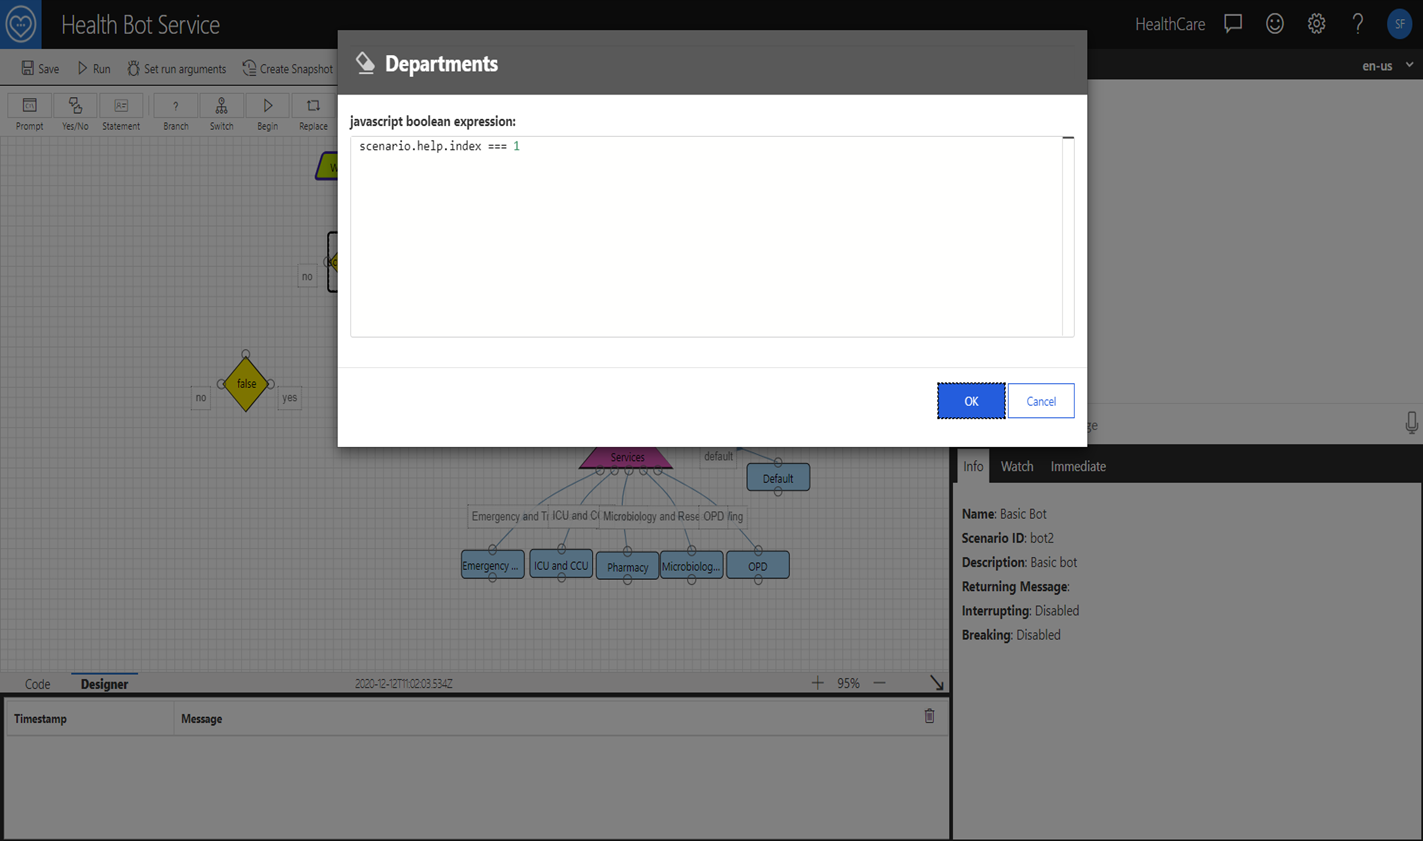 Health Bot Service
HealthCare
?
SF
Save
Run
Set run arguments
Create Snapshot
en-us
Departments
javascript boolean expression:
scenario.help.index === 1
OK
Cancel
A=
?
Prompt
Yes/No
Statement
Branch
Switch
Begin
Replace
W
no
false
no
yes
Services
default
Default
Emergency and Tr
ICU and CC
Microbiology and Rese
OPD
Emergency ...
ICU and CCU
Pharmacy
Microbiolog...
OPD
ge
Info
Watch
Immediate
Name: Basic Bot
Scenario ID: bot2
Description: Basic bot
Returning Message:
Interrupting: Disabled
Breaking: Disabled
Code
Designer
2020-12-12T11:02:03.534Z
95%
Timestamp
Message